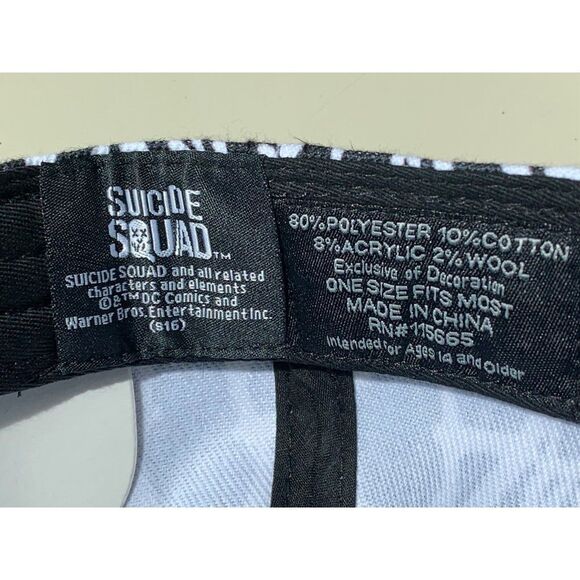 SUICIDE
SQUAD™
SUICIDE SQUAD and all related
characters and elements
©&™DC Comics and
Warner Bros. Entertainment Inc.
(s16)
80%POLYESTER 10%COTTON
8%ACRYLIC 2%WOOL
Exclusive of Decoration
ONE SIZE FITS MOST
MADE IN CHINA
RN#115665
Intended for Ages 14 and Older